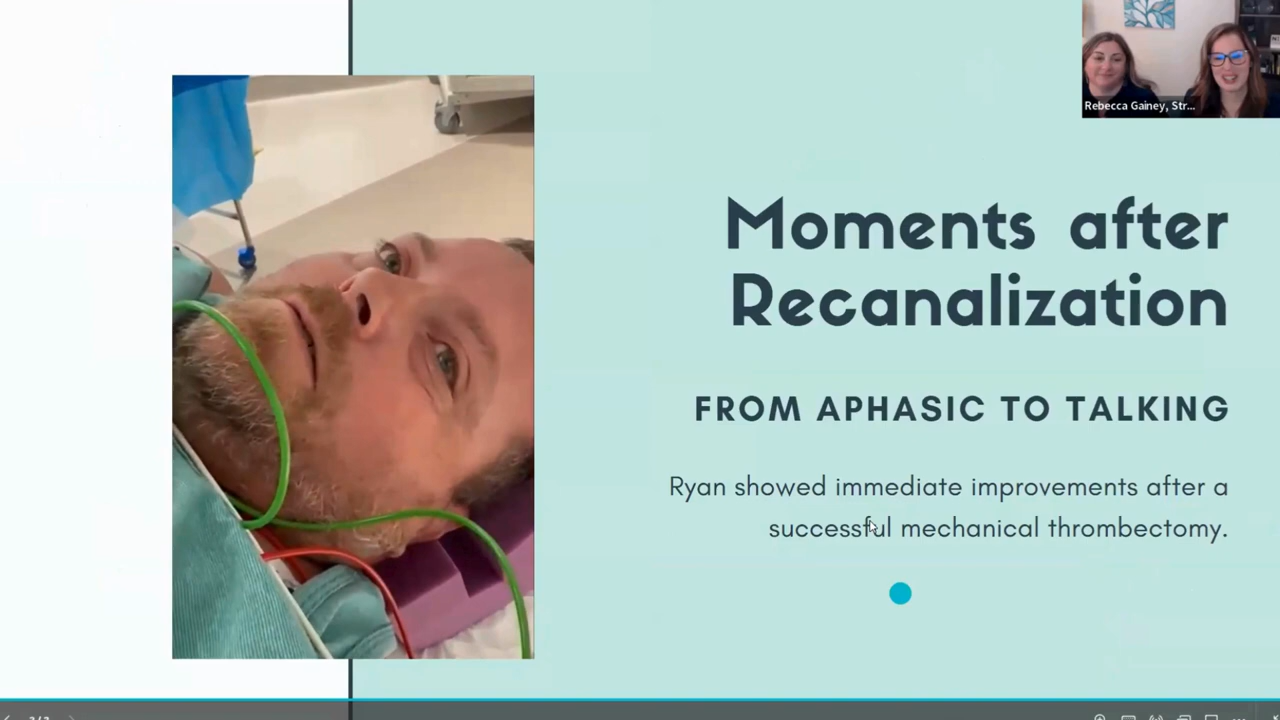 Rebecca Gainey, Str...
Moments after
Recanalization
FROM APHASIC TO TALKING
Ryan showed immediate improvements after a
successful mechanical thrombectomy.